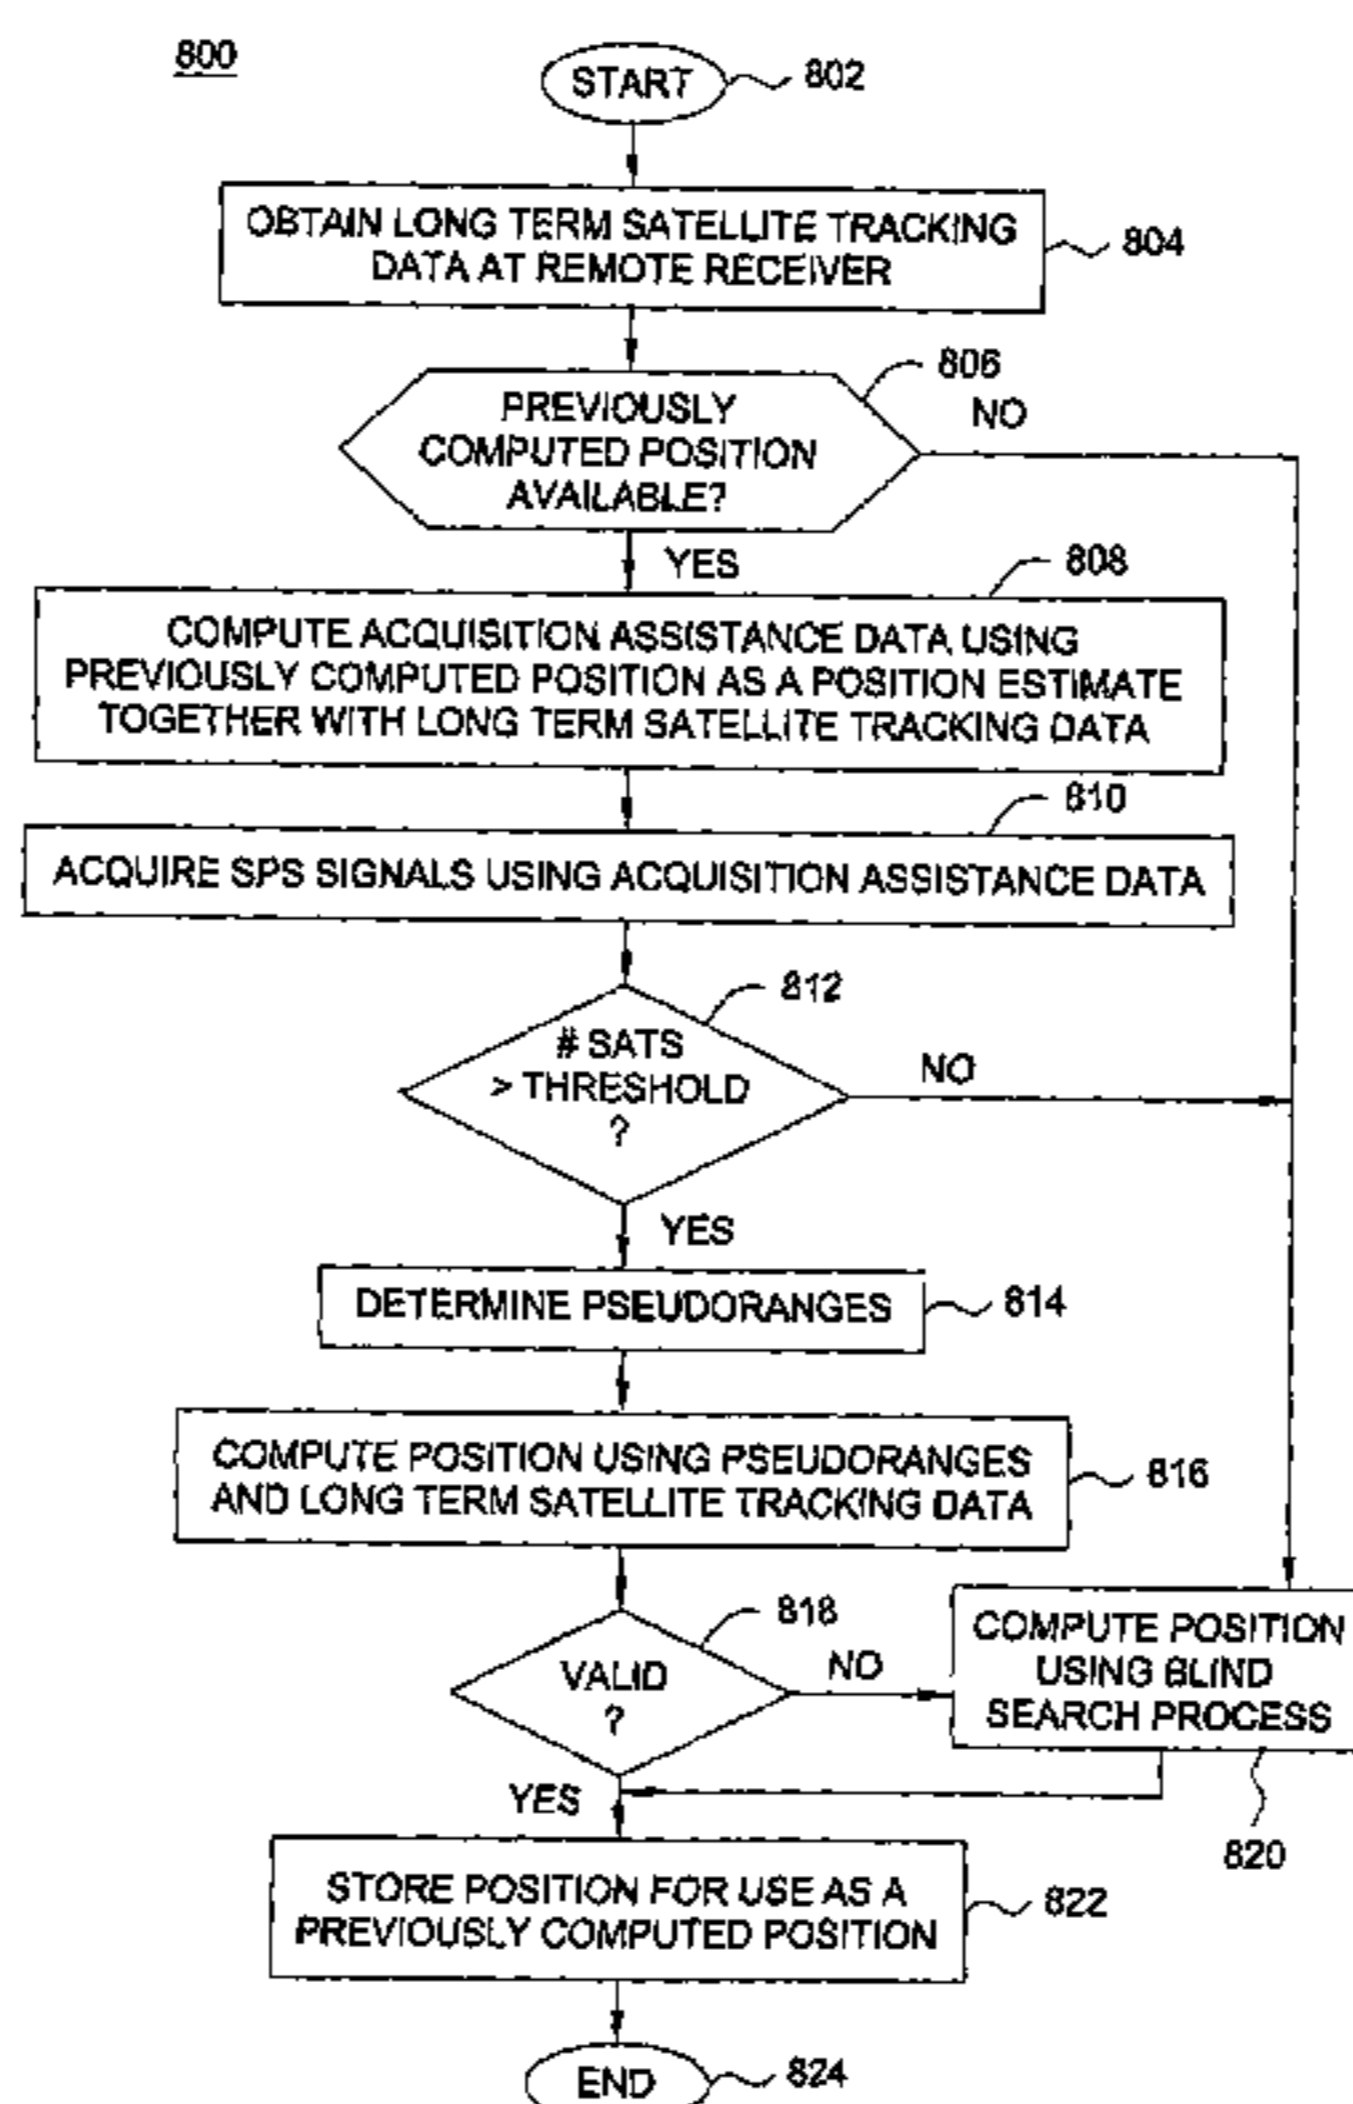 800
START
802
OBTAIN LONG TERM SATELLITE TRACKING
DATA AT REMOTE RECEIVER
804
806
PREVIOUSLY
COMPUTED POSITION
AVAILABLE?
NO
YES
808
COMPUTE ACQUISITION ASSISTANCE DATA USING
PREVIOUSLY COMPUTED POSITION AS A POSITION ESTIMATE
TOGETHER WITH LONG TERM SATELLITE TRACKING DATA
810
ACQUIRE SPS SIGNALS USING ACQUISITION ASSISTANCE DATA
812
# SATS
> THRESHOLD
?
NO
YES
DETERMINE PSEUDORANGES
814
COMPUTE POSITION USING PSEUDORANGES
AND LONG TERM SATELLITE TRACKING DATA
816
818
VALID
?
NO
COMPUTE POSITION
USING BLIND
SEARCH PROCESS
YES
820
STORE POSITION FOR USE AS A
PREVIOUSLY COMPUTED POSITION
822
END
824